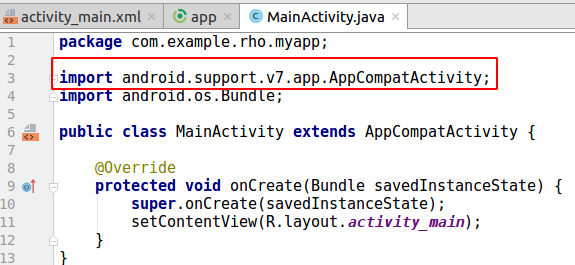 activity_main.xml × app × MainActivity.java ×
1 package com.example.rho.myapp;
2
3 import android.support.v7.app.AppCompatActivity;
4 import android.os.Bundle;
5
6 public class MainActivity extends AppCompatActivity {
7
8 @Override
9 protected void onCreate(Bundle savedInstanceState) {
10 super.onCreate(savedInstanceState);
11 setContentView(R.layout.activity_main);
12 }
13 }